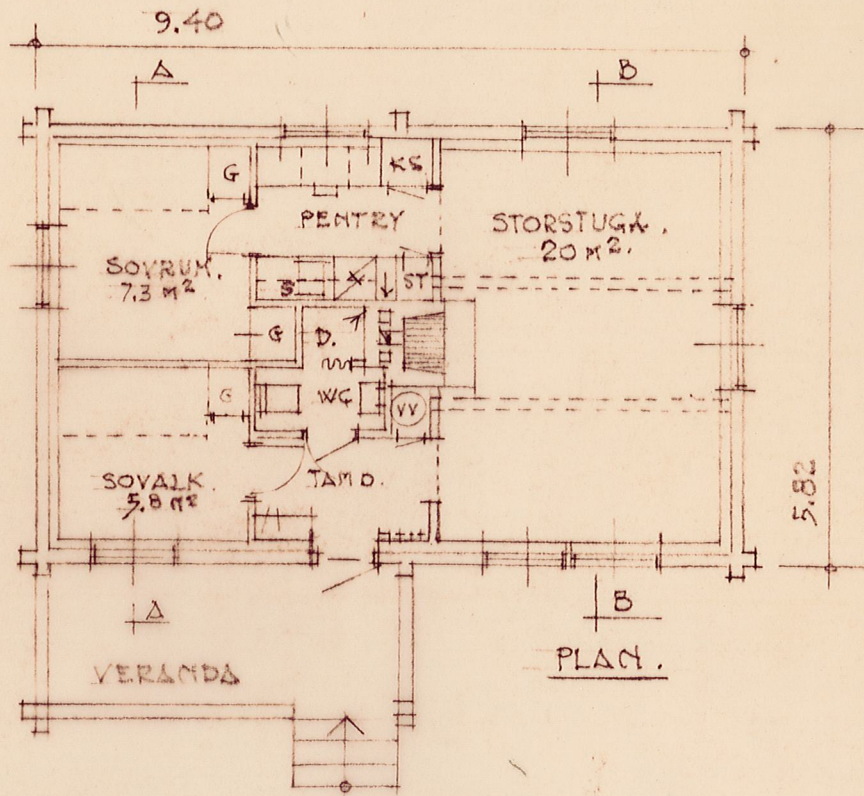 9.40
A
B
G
KS
PENTRY
STORSTUGA.
20 M².
SOVRUM.
7.3 M²
S
ST
G
D.
G
WC
VV
SOVALK.
5.8 M²
TAMD.
5.82
A
B
VERANDA
PLAN.